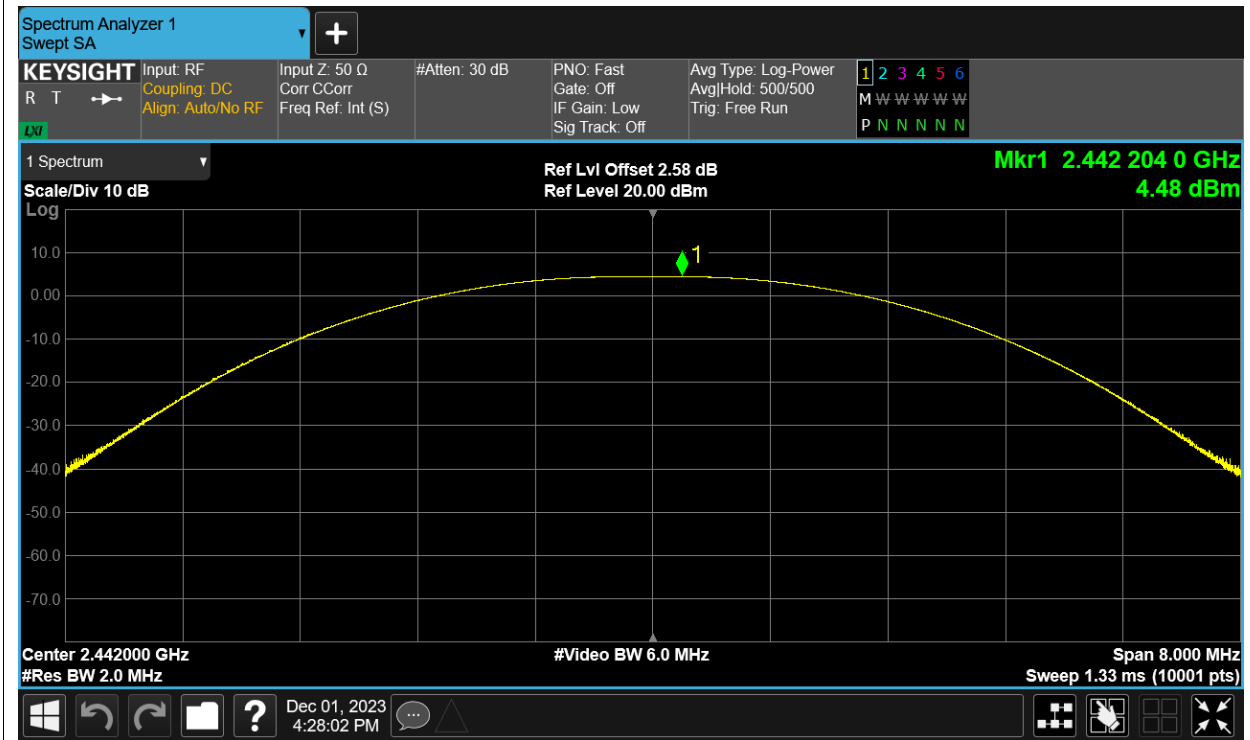 Spectrum Analyzer 1
Swept SA
KEYSIGHT
R T
LXI
Input: RF
Coupling: DC
Align: Auto/No RF
Input Z: 50 Ω
Corr CCorr
Freq Ref: Int (S)
#Atten: 30 dB
PNO: Fast
Gate: Off
IF Gain: Low
Sig Track: Off
Avg Type: Log-Power
Avg|Hold: 500/500
Trig: Free Run
1 2 3 4 5 6
M W W W W W W
P N N N N N N
1 Spectrum
Scale/Div 10 dB
Log
Ref Lvl Offset 2.58 dB
Ref Level 20.00 dBm
Mkr1 2.442 204 0 GHz
4.48 dBm
1
10.0
0.00
-10.0
-20.0
-30.0
-40.0
-50.0
-60.0
-70.0
Center 2.442000 GHz
#Res BW 2.0 MHz
#Video BW 6.0 MHz
Span 8.000 MHz
Sweep 1.33 ms (10001 pts)
?
Dec 01, 2023
4:28:02 PM